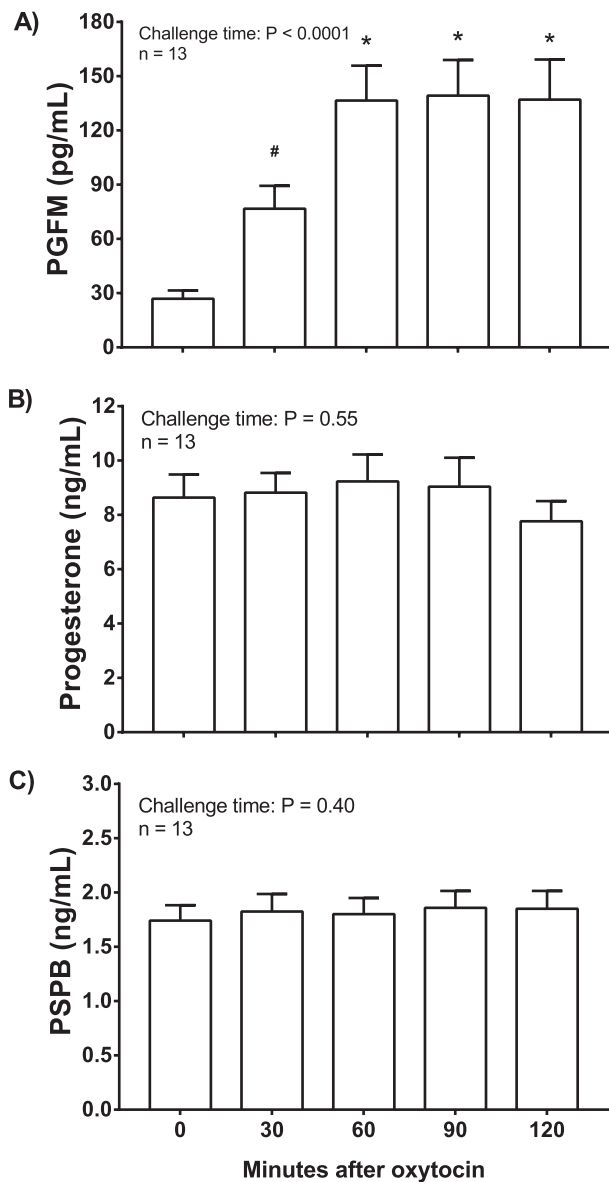 A)
Challenge time: P < 0.0001
n = 13
PGFM (pg/mL)
180
150
120
90
60
30
0
#
*
*
*
B)
Challenge time: P = 0.55
n = 13
Progesterone (ng/mL)
12
10
8
6
4
2
0
C)
Challenge time: P = 0.40
n = 13
PSPB (ng/mL)
3.0
2.5
2.0
1.5
1.0
0.5
0.0
0 30 60 90 120
Minutes after oxytocin